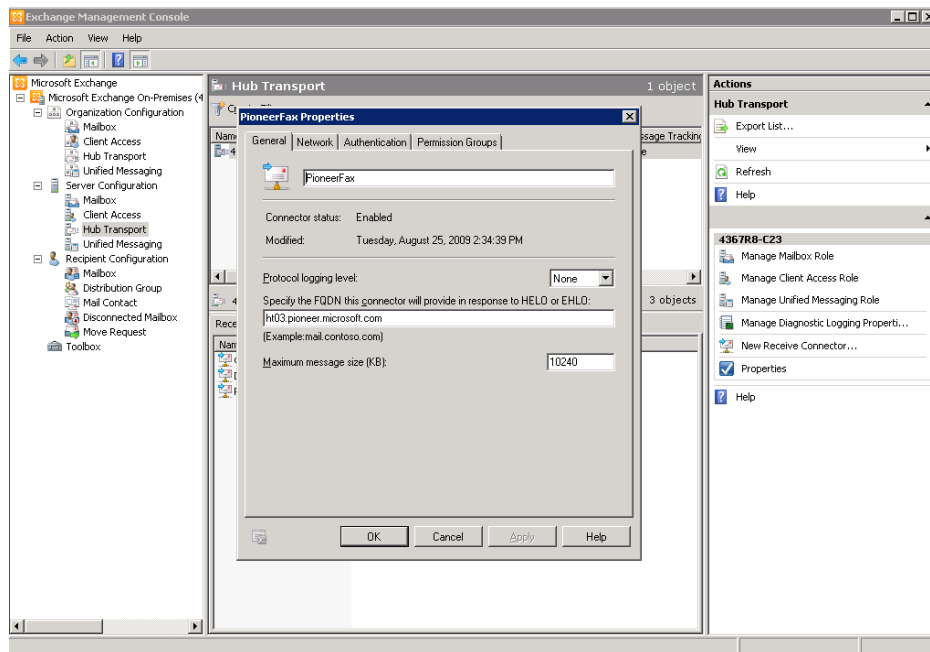 Exchange Management Console
File Action View Help
Microsoft Exchange
Microsoft Exchange On-Premises (4
Organization Configuration
Mailbox
Client Access
Hub Transport
Unified Messaging
Server Configuration
Mailbox
Client Access
Hub Transport
Unified Messaging
Recipient Configuration
Mailbox
Distribution Group
Mail Contact
Disconnected Mailbox
Move Request
Toolbox
Hub Transport 1 object
ssage Tracking
3 objects
PioneerFax Properties
General Network Authentication Permission Groups
PioneerFax
Connector status: Enabled
Modified: Tuesday, August 25, 2009 2:34:39 PM
Protocol logging level: None
Specify the FQDN this connector will provide in response to HELO or EHLO:
ht03.pioneer.microsoft.com
(Example:mail.contoso.com)
Maximum message size (KB): 10240
OK Cancel Apply Help
Actions
Hub Transport
Export List...
View
Refresh
Help
4367R8-C23
Manage Mailbox Role
Manage Client Access Role
Manage Unified Messaging Role
Manage Diagnostic Logging Properti...
New Receive Connector...
Properties
Help